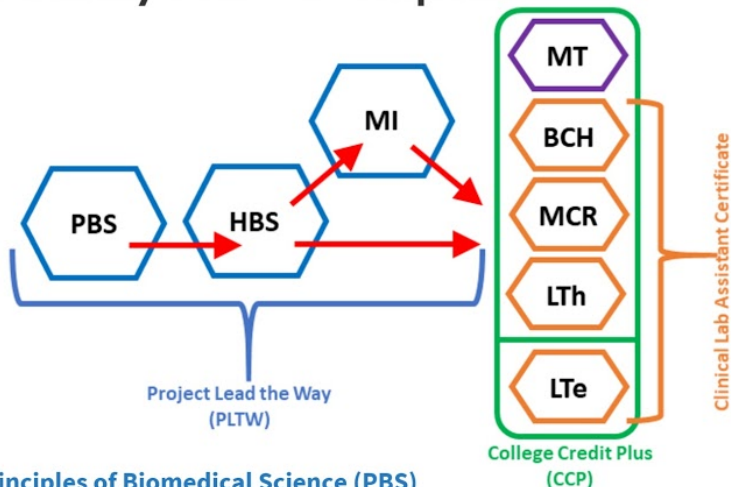 MT
BCH
MI
MCR
PBS
HBS
LTh
LTe
Project Lead the Way
(PLTW)
Clinical Lab Assistant Certificate
College Credit Plus
(CCP)
inciples of Biomedical Science (PBS)